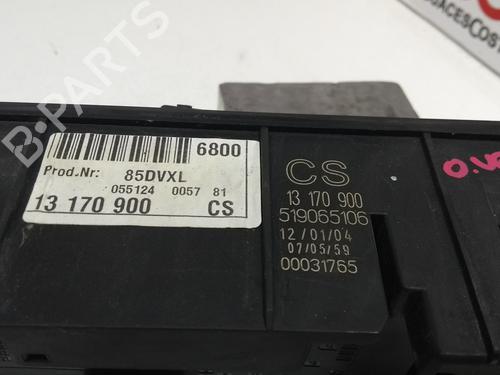 6800
Prod.Nr: 85DVXL
055124 0057 81
13 170 900 CS
CS
13 170 900
519065106
12/01/04
07/05/59
00031765
B-PARTS